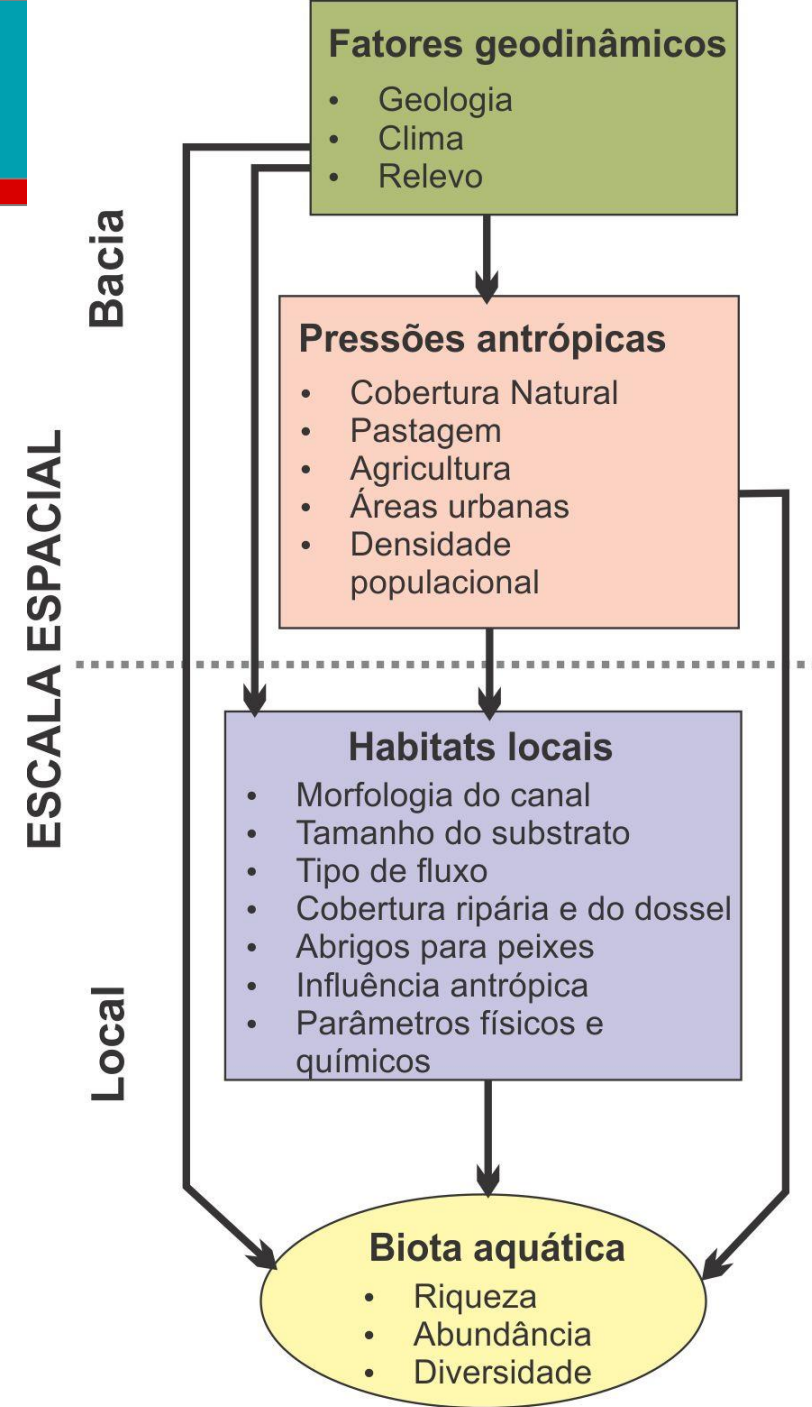 Fatores geodinâmicos
• Geologia
• Clima
• Relevo
Bacia
Pressões antrópicas
• Cobertura Natural
• Pastagem
• Agricultura
• Áreas urbanas
• Densidade
populacional
ESCALA ESPACIAL
Habitats locais
• Morfologia do canal
• Tamanho do substrato
• Tipo de fluxo
• Cobertura ripária e do dossel
• Abrigos para peixes
• Influência antrópica
• Parâmetros físicos e
químicos
Local
Biota aquática
• Riqueza
• Abundância
• Diversidade